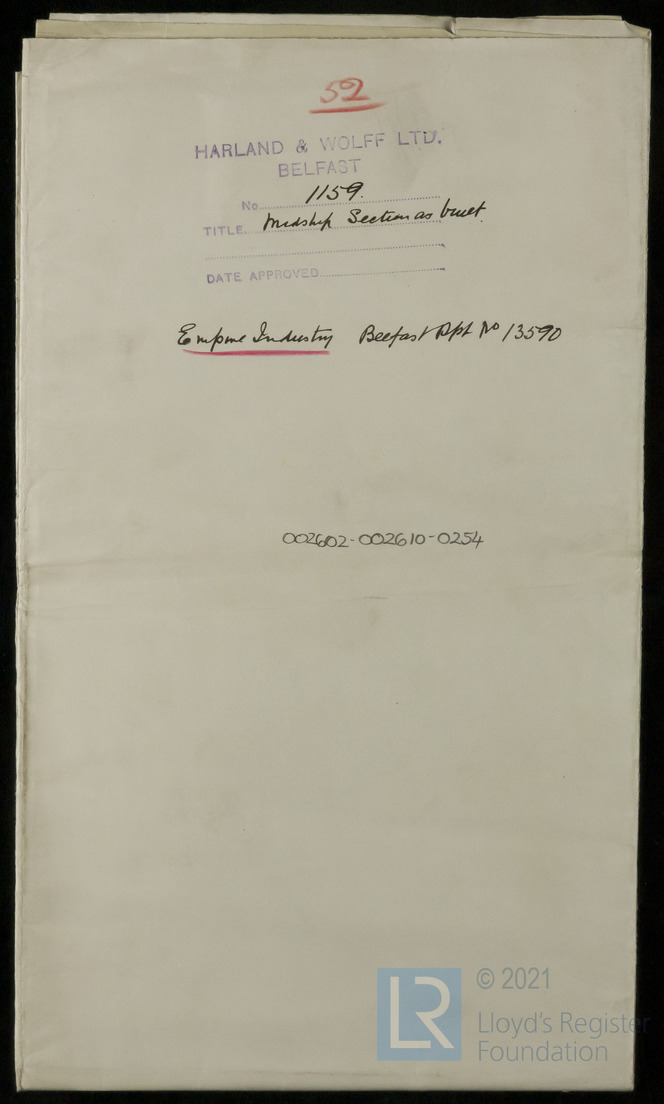 52
HARLAND & WOLFF LTD.
BELFAST
No. 1159.
TITLE. Midship Section as built.
DATE APPROVED
Empire Industry Belfast Rpt No 13590
002602-002610-0254
LR
© 2021
Lloyd's Register
Foundation